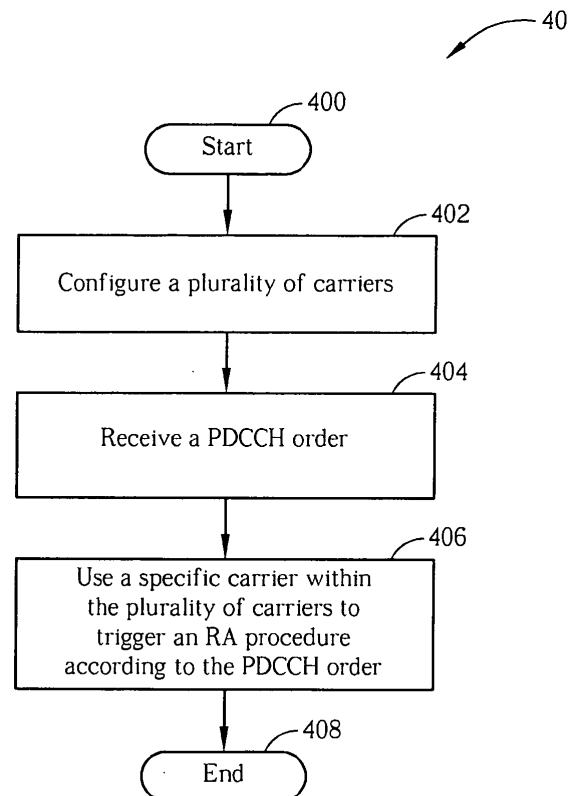 40
400
Start
402
Configure a plurality of carriers
404
Receive a PDCCH order
406
Use a specific carrier within
the plurality of carriers to
trigger an RA procedure
according to the PDCCH order
408
End